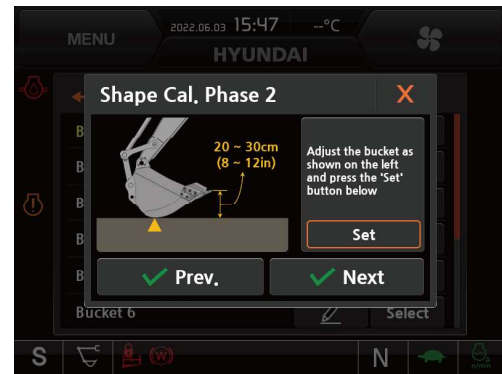 MENU
2022.06.03 15:47 --°C
HYUNDAI
Shape Cal. Phase 2 X
20 ~ 30cm
(8 ~ 12in)
Adjust the bucket as
shown on the left
and press the 'Set'
button below
Set
Prev.
Next
B
B
B
B
B
Bucket 6
Select
S
C
(W)
N
n/min